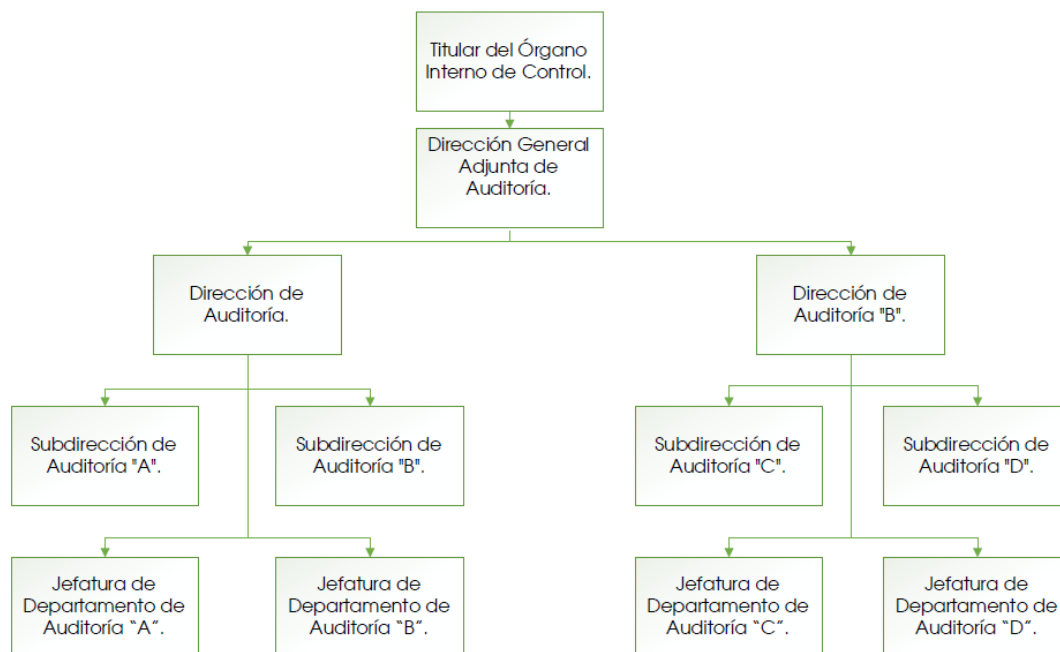 Titular del Órgano
Interno de Control.
Dirección General
Adjunta de
Auditoría.
Dirección de
Auditoría.
Dirección de
Auditoría "B".
Subdirección de
Auditoría "A".
Subdirección de
Auditoría "B".
Subdirección de
Auditoría "C".
Subdirección de
Auditoría "D".
Jefatura de
Departamento de
Auditoría “A”.
Jefatura de
Departamento de
Auditoría “B”.
Jefatura de
Departamento de
Auditoría “C”.
Jefatura de
Departamento de
Auditoría “D”.